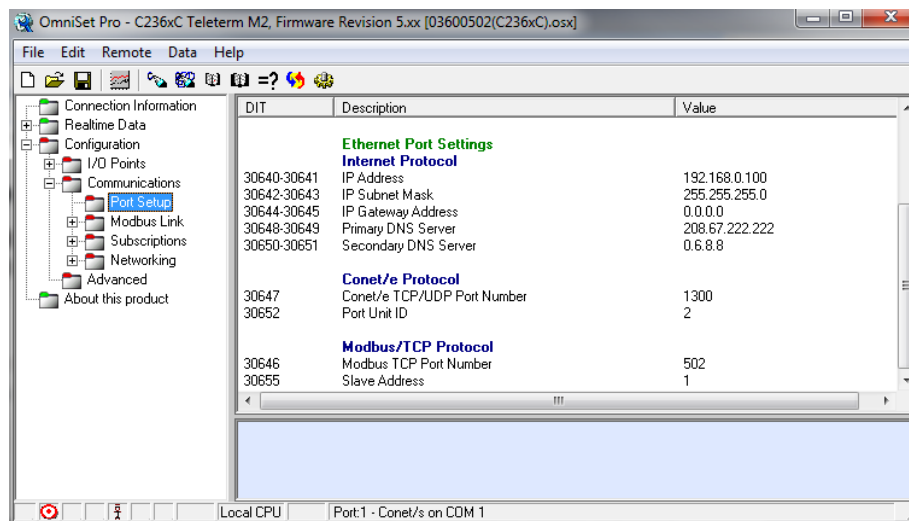 OmniSet Pro - C236xC Teleterm M2, Firmware Revision 5.xx [03600502(C236xC).osx]
File Edit Remote Data Help
Connection Information
Realtime Data
Configuration
I/O Points
Communications
Port Setup
Modbus Link
Subscriptions
Networking
Advanced
About this product
DIT Description Value
Ethernet Port Settings
Internet Protocol
30640-30641 IP Address 192.168.0.100
30642-30643 IP Subnet Mask 255.255.255.0
30644-30645 IP Gateway Address 0.0.0.0
30648-30649 Primary DNS Server 208.67.222.222
30650-30651 Secondary DNS Server 0.6.8.8
Conet/e Protocol
30647 Conet/e TCP/UDP Port Number 1300
30652 Port Unit ID 2
Modbus/TCP Protocol
30646 Modbus TCP Port Number 502
30655 Slave Address 1
Local CPU Port:1 - Conet/s on COM 1